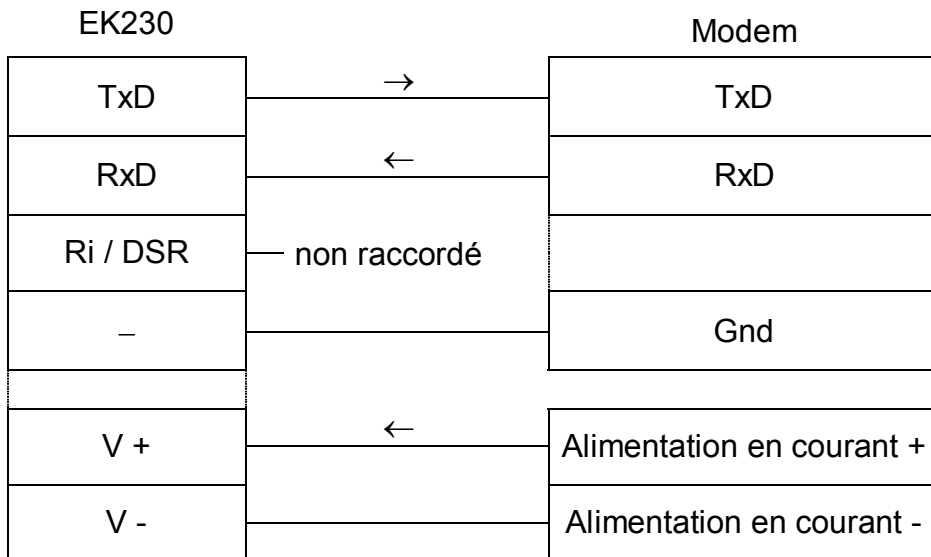 EK230 Modem
TxD → TxD
RxD ← RxD
Ri / DSR non raccordé
– Gnd
V + ← Alimentation en courant +
V - Alimentation en courant -